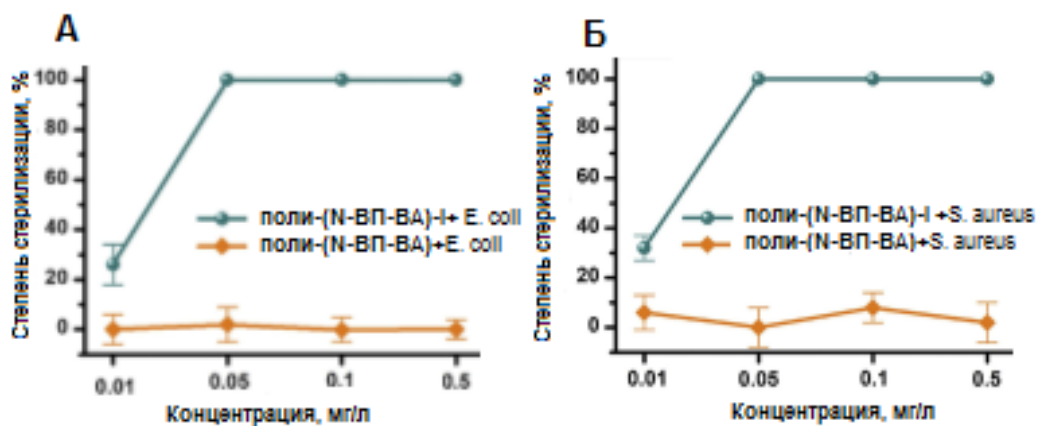 А
Степень стерилизации, %
100
80
60
40
20
0
поли-(N-ВП-ВА)-I+ E. coli
поли-(N-ВП-ВА)+E. coli
0.01
0.05
0.1
0.5
Концентрация, мг/л
Б
Степень стерилизации, %
100
80
60
40
20
0
поли-(N-ВП-ВА)-I +S. aureus
поли-(N-ВП-ВА)+S. aureus
0.01
0.05
0.1
0.5
Концентрация, мг/л